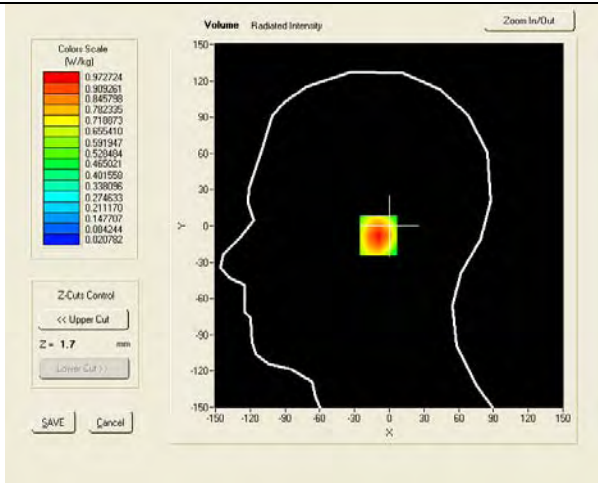 Volume Radiated Intensity
Zoom In/Out
Colors Scale
(W/kg)
0.972724
0.909261
0.845798
0.782335
0.718873
0.655410
0.591947
0.528484
0.465021
0.401558
0.338096
0.274633
0.211170
0.147707
0.084244
0.020782
Z-Cuts Control
<< Upper Cut
Z = 1.7 mm
Lower Cut >>
SAVE
Cancel
150
120
90
60
30
0
-30
-60
-90
-120
-150
Y
-150 -120 -90 -60 -30 0 30 60 90 120 150
X